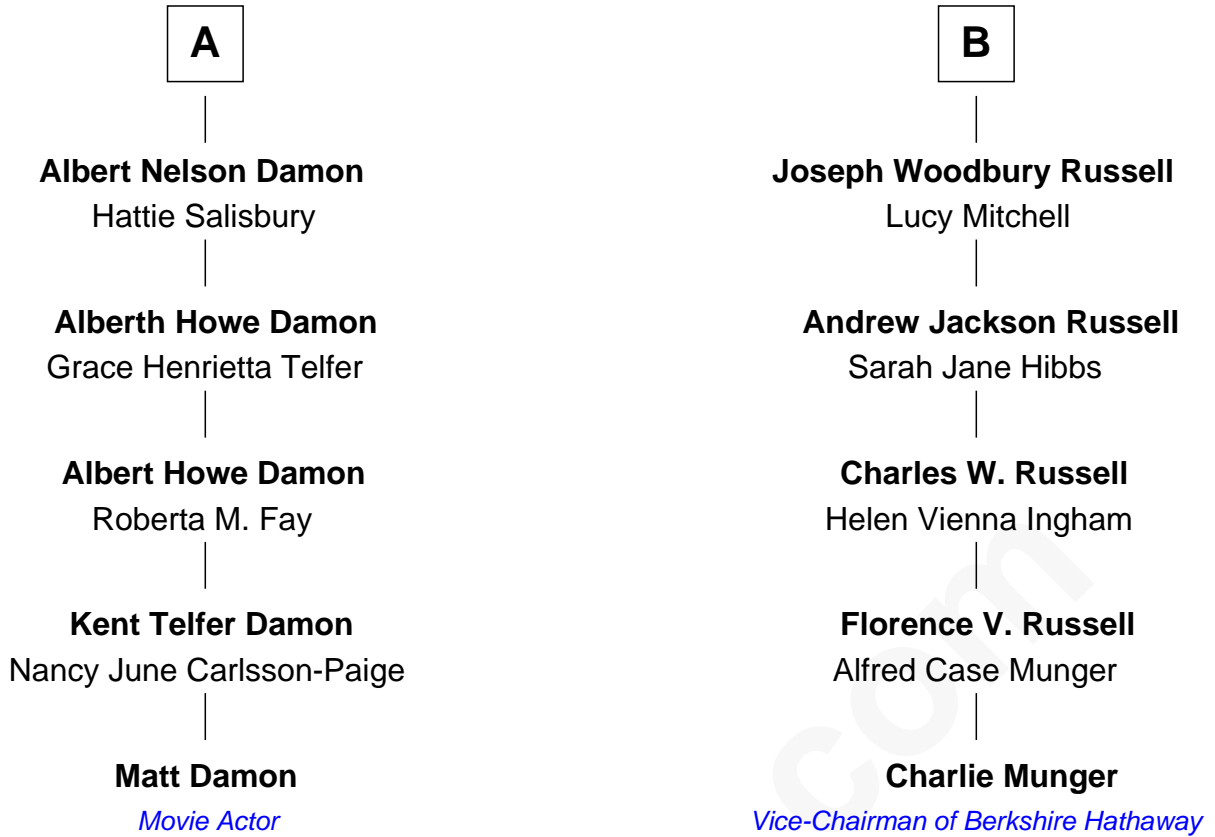 A
Albert Nelson Damon
Hattie Salisbury
Alberth Howe Damon
Grace Henrietta Telfer
Albert Howe Damon
Roberta M. Fay
Kent Telfer Damon
Nancy June Carlsson-Paige
Matt Damon
Movie Actor
B
Joseph Woodbury Russell
Lucy Mitchell
Andrew Jackson Russell
Sarah Jane Hibbs
Charles W. Russell
Helen Vienna Ingham
Florence V. Russell
Alfred Case Munger
Charlie Munger
Vice-Chairman of Berkshire Hathaway
com